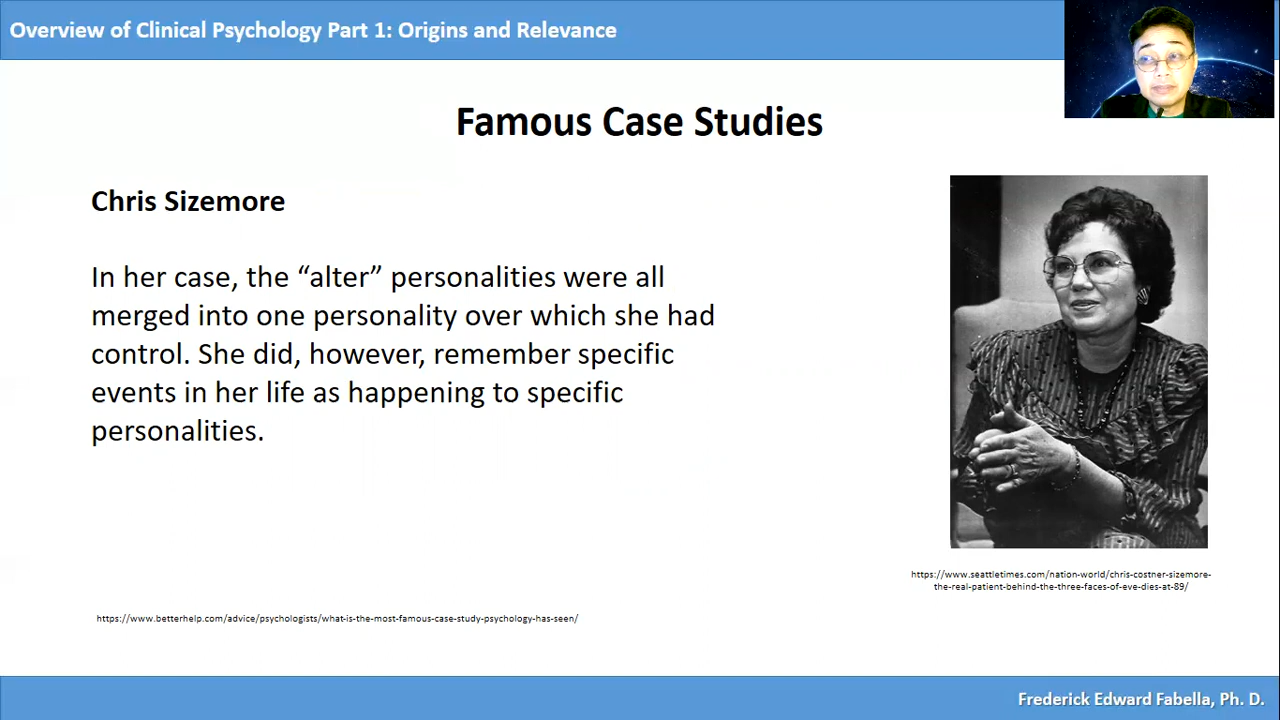 Overview of Clinical Psychology Part 1: Origins and Relevance
Famous Case Studies
Chris Sizemore
In her case, the “alter” personalities were all
merged into one personality over which she had
control. She did, however, remember specific
events in her life as happening to specific
personalities.
https://www.seattletimes.com/nation-world/chris-costner-sizemore-
the-real-patient-behind-the-three-faces-of-eve-dies-at-89/
https://www.betterhelp.com/advice/psychologists/what-is-the-most-famous-case-study-psychology-has-seen/
Frederick Edward Fabella, Ph. D.